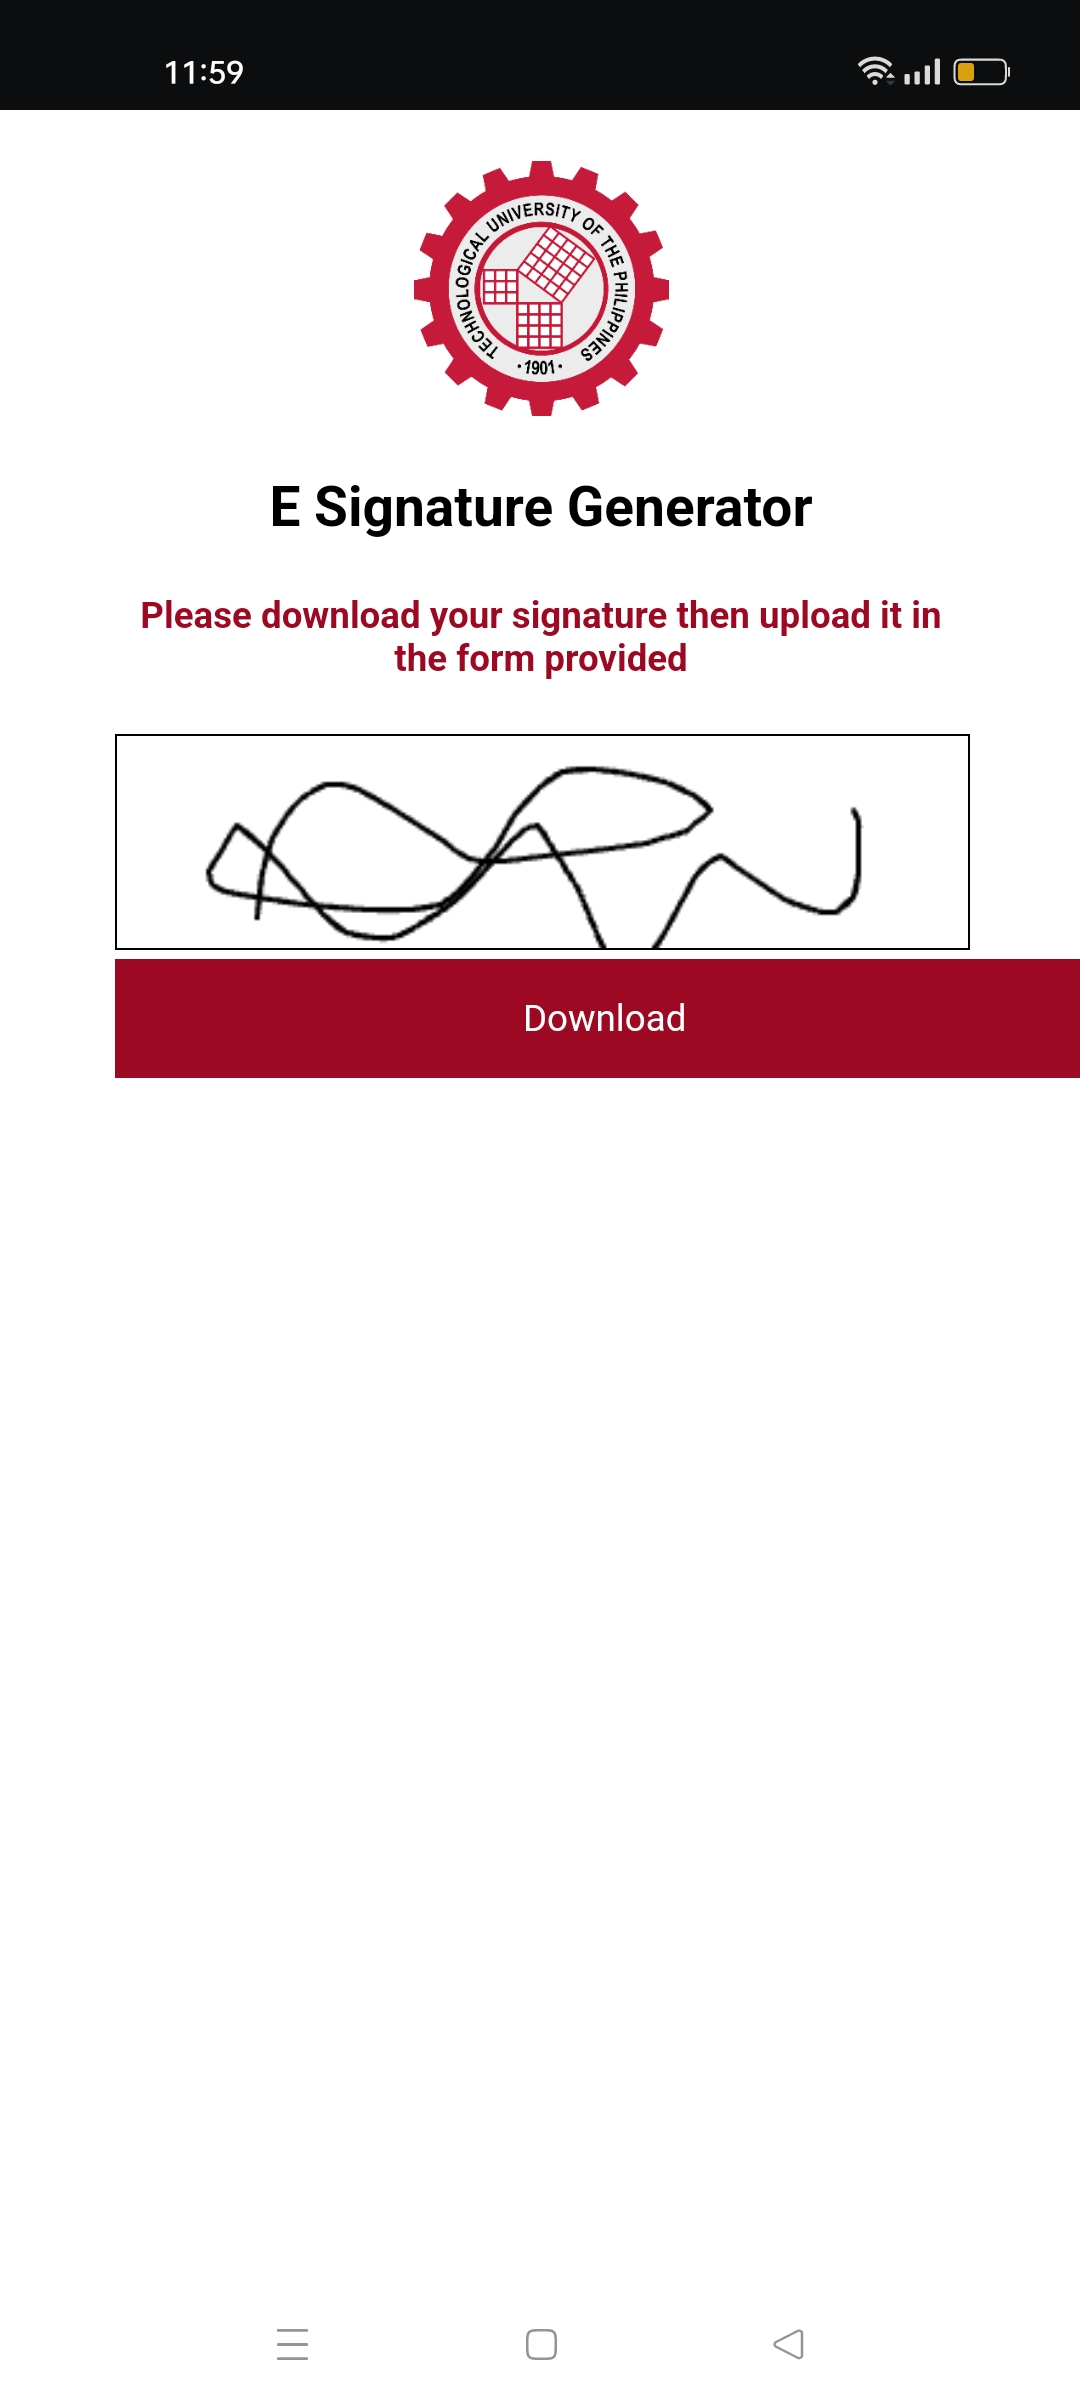 11:59
TECHNOLOGICAL UNIVERSITY OF THE PHILIPPINES
• 1901 •
E Signature Generator
Please download your signature then upload it in
the form provided
Download